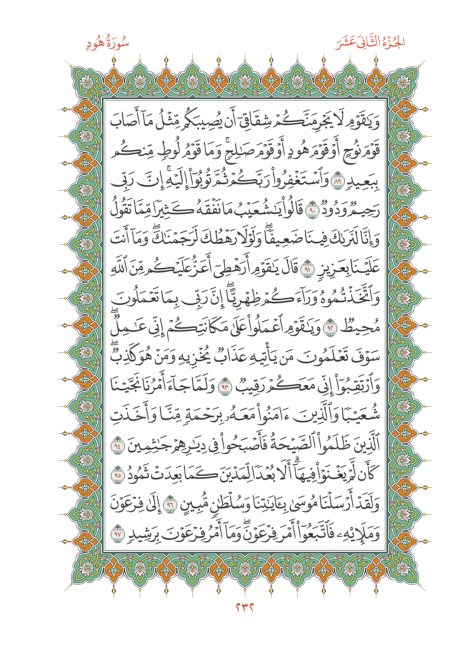 الجُزْءُ الثَّانِيَ عَشَرَ
سُورَةُ هُودٍ
وَيَٰقَوْمِ لَا يَجْرِمَنَّكُمْ شِقَاقِيٓ أَن يُصِيبَكُم مِّثْلُ مَآ أَصَابَ
قَوْمَ نُوحٍ أَوْ قَوْمَ هُودٍ أَوْ قَوْمَ صَٰلِحٍۚ وَمَا قَوْمُ لُوطٍ مِّنكُم
بِبَعِيدٍ ٨٩ وَٱسْتَغْفِرُوا۟ رَبَّكُمْ ثُمَّ تُوبُوٓا۟ إِلَيْهِۚ إِنَّ رَبِّى
رَحِيمٌ وَدُودٌ ٩٠ قَالُوا۟ يَٰشُعَيْبُ مَا نَفْقَهُ كَثِيرًا مِّمَّا تَقُولُ
وَإِنَّا لَنَرَىٰكَ فِينَا ضَعِيفًاۖ وَلَوْلَا رَهْطُكَ لَرَجَمْنَٰكَۖ وَمَآ أَنتَ
عَلَيْنَا بِعَزِيزٍ ٩١ قَالَ يَٰقَوْمِ أَرَهْطِىٓ أَعَزُّ عَلَيْكُم مِّنَ ٱللَّهِ
وَٱتَّخَذْتُمُوهُ وَرَآءَكُمْ ظِهْرِيًّاۖ إِنَّ رَبِّى بِمَا تَعْمَلُونَ
مُحِيطٌ ٩٢ وَيَٰقَوْمِ ٱعْمَلُوا۟ عَلَىٰ مَكَانَتِكُمْ إِنِّى عَٰمِلٌۖ
سَوْفَ تَعْلَمُونَ مَن يَأْتِيهِ عَذَابٌ يُخْزِيهِ وَمَنْ هُوَ كَٰذِبٌۖ
وَٱرْتَقِبُوٓا۟ إِنِّى مَعَكُمْ رَقِيبٌ ٩٣ وَلَمَّا جَآءَ أَمْرُنَا نَجَّيْنَا
شُعَيْبًا وَٱلَّذِينَ ءَامَنُوا۟ مَعَهُۥ بِرَحْمَةٍ مِّنَّا وَأَخَذَتِ
ٱلَّذِينَ ظَلَمُوا۟ ٱلصَّيْحَةُ فَأَصْبَحُوا۟ فِى دِيَٰرِهِمْ جَٰثِمِينَ ٩٤
كَأَن لَّمْ يَغْنَوْا۟ فِيهَآۗ أَلَا بُعْدًا لِّمَدْيَنَ كَمَا بَعِدَتْ ثَمُودُ ٩٥
وَلَقَدْ أَرْسَلْنَا مُوسَىٰ بِـَٔايَٰتِنَا وَسُلْطَٰنٍ مُّبِينٍ ٩٦ إِلَىٰ فِرْعَوْنَ
وَمَلَإِي۟هِۦ فَٱتَّبَعُوٓا۟ أَمْرَ فِرْعَوْنَۖ وَمَآ أَمْرُ فِرْعَوْنَ بِرَشِيدٍ ٩٧
٢٣٢